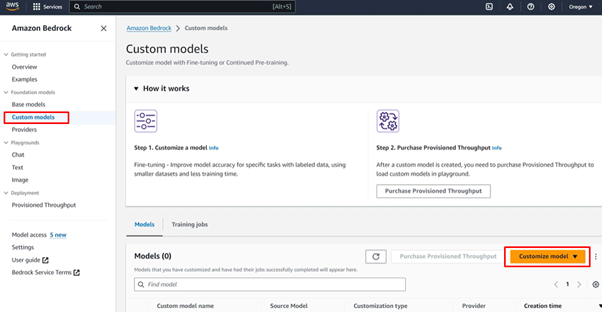 aws
Services
Search
[Alt+S]
Oregon
Amazon Bedrock
Getting started
Overview
Examples
Foundation models
Base models
Custom models
Providers
Playgrounds
Chat
Text
Image
Deployment
Provisioned Throughput
Model access 5 new
Settings
User guide
Bedrock Service Terms
Amazon Bedrock > Custom models
Custom models
Customize model with Fine-tuning or Continued Pre-training.
How it works
Step 1. Customize a model Info
Fine-tuning - Improve model accuracy for specific tasks with labeled data, using
smaller datasets and less training time.
Step 2. Purchase Provisioned Throughput Info
After a custom model is created, you need to purchase Provisioned Throughput to
load custom models in playground.
Purchase Provisioned Throughput
Models Training jobs
Models (0)
Purchase Provisioned Throughput
Customize model
Models that you have customized and have had their jobs successfully completed will appear here.
Find model
1
Custom model name Source Model Customization type Provider Creation time